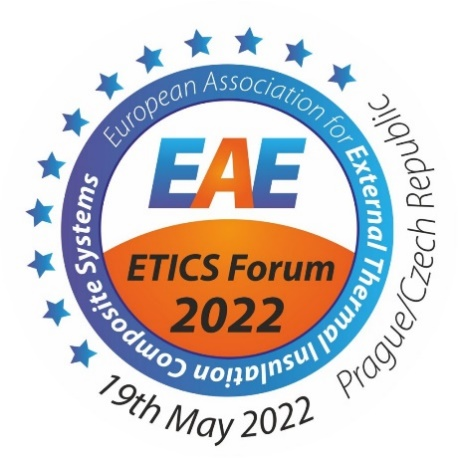 European Association for External Thermal Insulation Composite Systems
EAE
ETICS Forum
2022
19th May 2022
Prague/Czech Republic